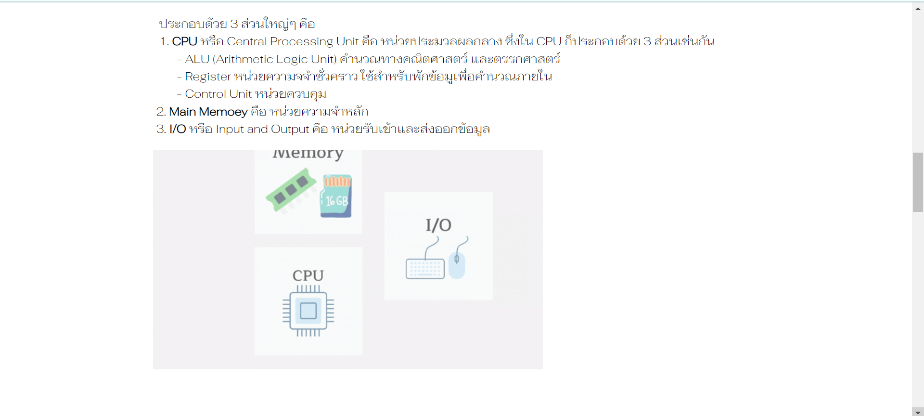 ประกอบด้วย 3 ส่วนใหญ่ๆ คือ
1. CPU หรือ Central Processing Unit คือ หน่วยประมวลผลกลาง ซึ่งใน CPU ก็ประกอบด้วย 3 ส่วนเช่นกัน
- ALU (Arithmotic Logic Unit) คำนวณทางคณิตศาสตร์ และตรรกศาสตร์
- Register หน่วยความจจำชั่วคราว ใช้สำหรับพักข้อมูเพื่อคำนวณภายใน
- Control Unit หน่วยควบคุม
2. Main Memoey คือ หน่วยความจำหลัก
3. I/O หรือ Input and Output คือ หน่วยรับเข้าและส่งออกข้อมูล
Memory
16 GB
I/O
CPU